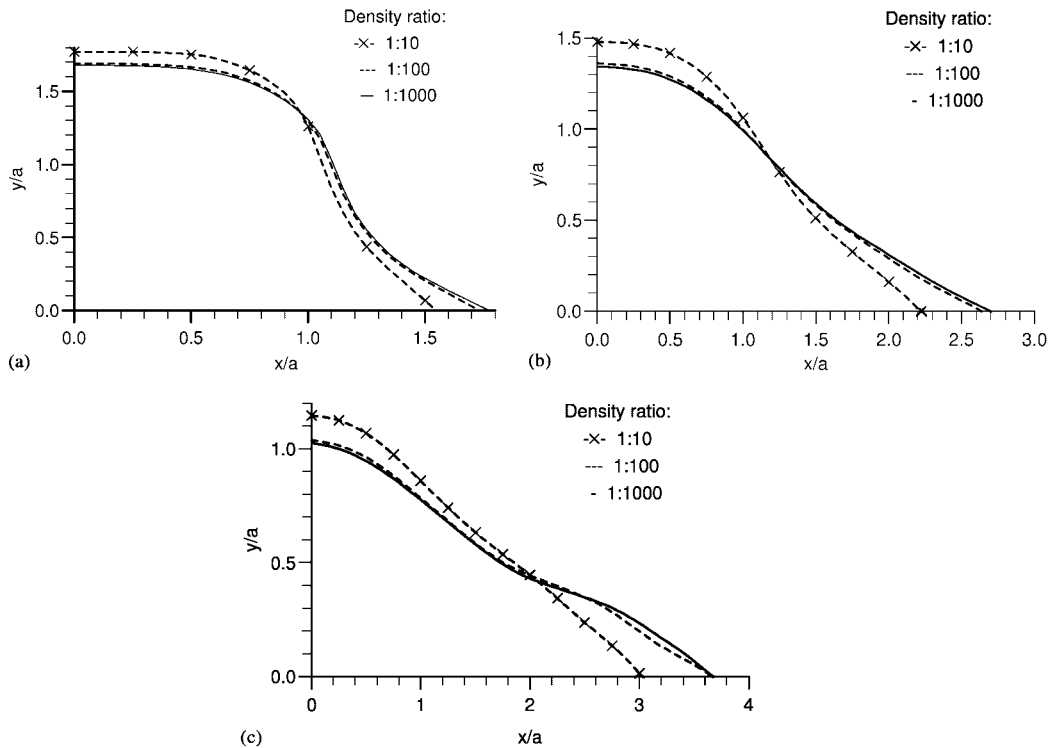 Density ratio:
-×- 1:10
--- 1:100
— 1:1000
1.5
1.0
0.5
0.0
y/a
0.0 0.5 1.0 1.5
x/a
(a)
Density ratio:
-×- 1:10
--- 1:100
- 1:1000
1.5
1.0
0.5
0.0
y/a
0.0 0.5 1.0 1.5 2.0 2.5 3.0
x/a
(b)
Density ratio:
-×- 1:10
--- 1:100
- 1:1000
1.0
0.5
0.0
y/a
0 1 2 3 4
x/a
(c)